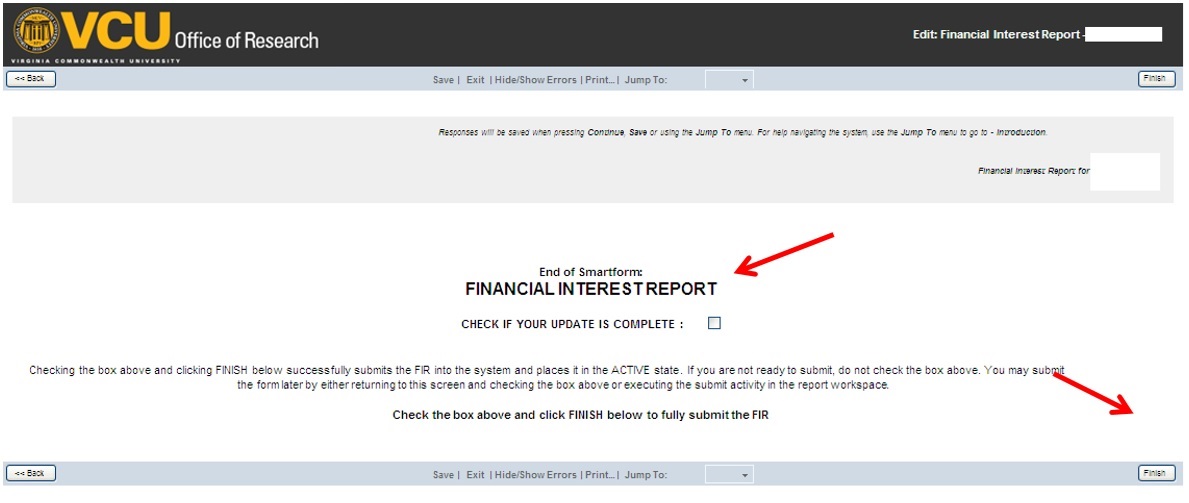 VCU Office of Research
VIRGINIA COMMONWEALTH UNIVERSITY
Edit: Financial Interest Report -
<< Back
Save | Exit | Hide/Show Errors | Print... | Jump To:
Finish
Responses will be saved when pressing Continue, Save or using the Jump To menu. For help navigating the system, use the Jump To menu to go to - Introduction.
Financial Interest Report for
End of Smartform:
FINANCIAL INTEREST REPORT
CHECK IF YOUR UPDATE IS COMPLETE :
Checking the box above and clicking FINISH below successfully submits the FIR into the system and places it in the ACTIVE state. If you are not ready to submit, do not check the box above. You may submit
the form later by either returning to this screen and checking the box above or executing the submit activity in the report workspace.
Check the box above and click FINISH below to fully submit the FIR
<< Back
Save | Exit | Hide/Show Errors | Print... | Jump To:
Finish